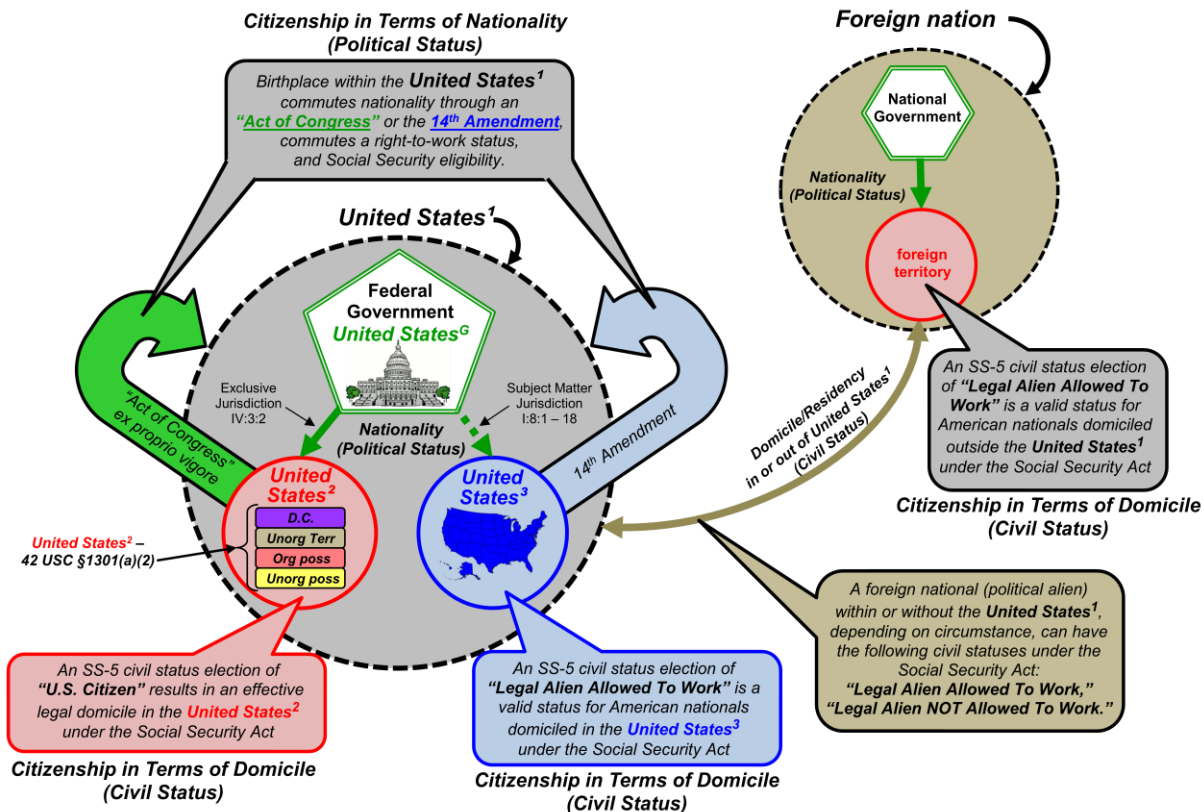 Citizenship in Terms of Nationality
(Political Status)
Birthplace within the United States¹
commutes nationality through an
“Act of Congress” or the 14th Amendment,
commutes a right-to-work status,
and Social Security eligibility.
Foreign nation
National
Government
Nationality
(Political Status)
foreign
territory
United States¹
Federal
Government
United Statesᴳ
Exclusive
Jurisdiction
IV:3:2
Subject Matter
Jurisdiction
I:8:1 – 18
Nationality
(Political Status)
“Act of Congress”
ex proprio vigore
14th Amendment
United
States²
D.C.
Unorg Terr
Org poss
Unorg poss
United States² –
42 USC §1301(a)(2)
United
States³
Domicile/Residency
in or out of United States¹
(Civil Status)
An SS-5 civil status election
of “Legal Alien Allowed To
Work” is a valid status for
American nationals domiciled
outside the United States¹
under the Social Security Act
Citizenship in Terms of Domicile
(Civil Status)
A foreign national (political alien)
within or without the United States¹,
depending on circumstance, can have
the following civil statuses under the
Social Security Act:
“Legal Alien Allowed To Work,”
“Legal Alien NOT Allowed To Work.”
An SS-5 civil status election of
“U.S. Citizen” results in an effective
legal domicile in the United States²
under the Social Security Act
Citizenship in Terms of Domicile
(Civil Status)
An SS-5 civil status election of
“Legal Alien Allowed To Work” is a
valid status for American nationals
domiciled in the United States³
under the Social Security Act
Citizenship in Terms of Domicile
(Civil Status)